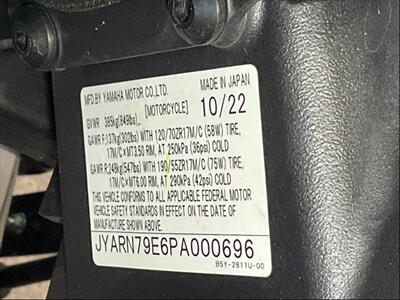 MFD.BY YAMAHA MOTOR CO.,LTD. MADE IN JAPAN
[MOTORCYCLE] 10/22
GVWR 385kg(849lbs)
GAWR F,137kg(302lbs) WITH 120/70ZR17M/C (58W) TIRE,
17M/C×MT3.50 RIM, AT 250kPa (36psi) COLD
GAWR R,248kg(547lbs) WITH 190/55ZR17M/C (75W) TIRE,
17M/C×MT6.00 RIM, AT 290kPa (42psi) COLD
THIS VEHICLE CONFORMS TO ALL APPLICABLE FEDERAL MOTOR
VEHICLE SAFETY STANDARDS IN EFFECT ON THE DATE OF
MANUFACTURE SHOWN ABOVE.
JYARN79E6PA000696
B5Y-2811U-00